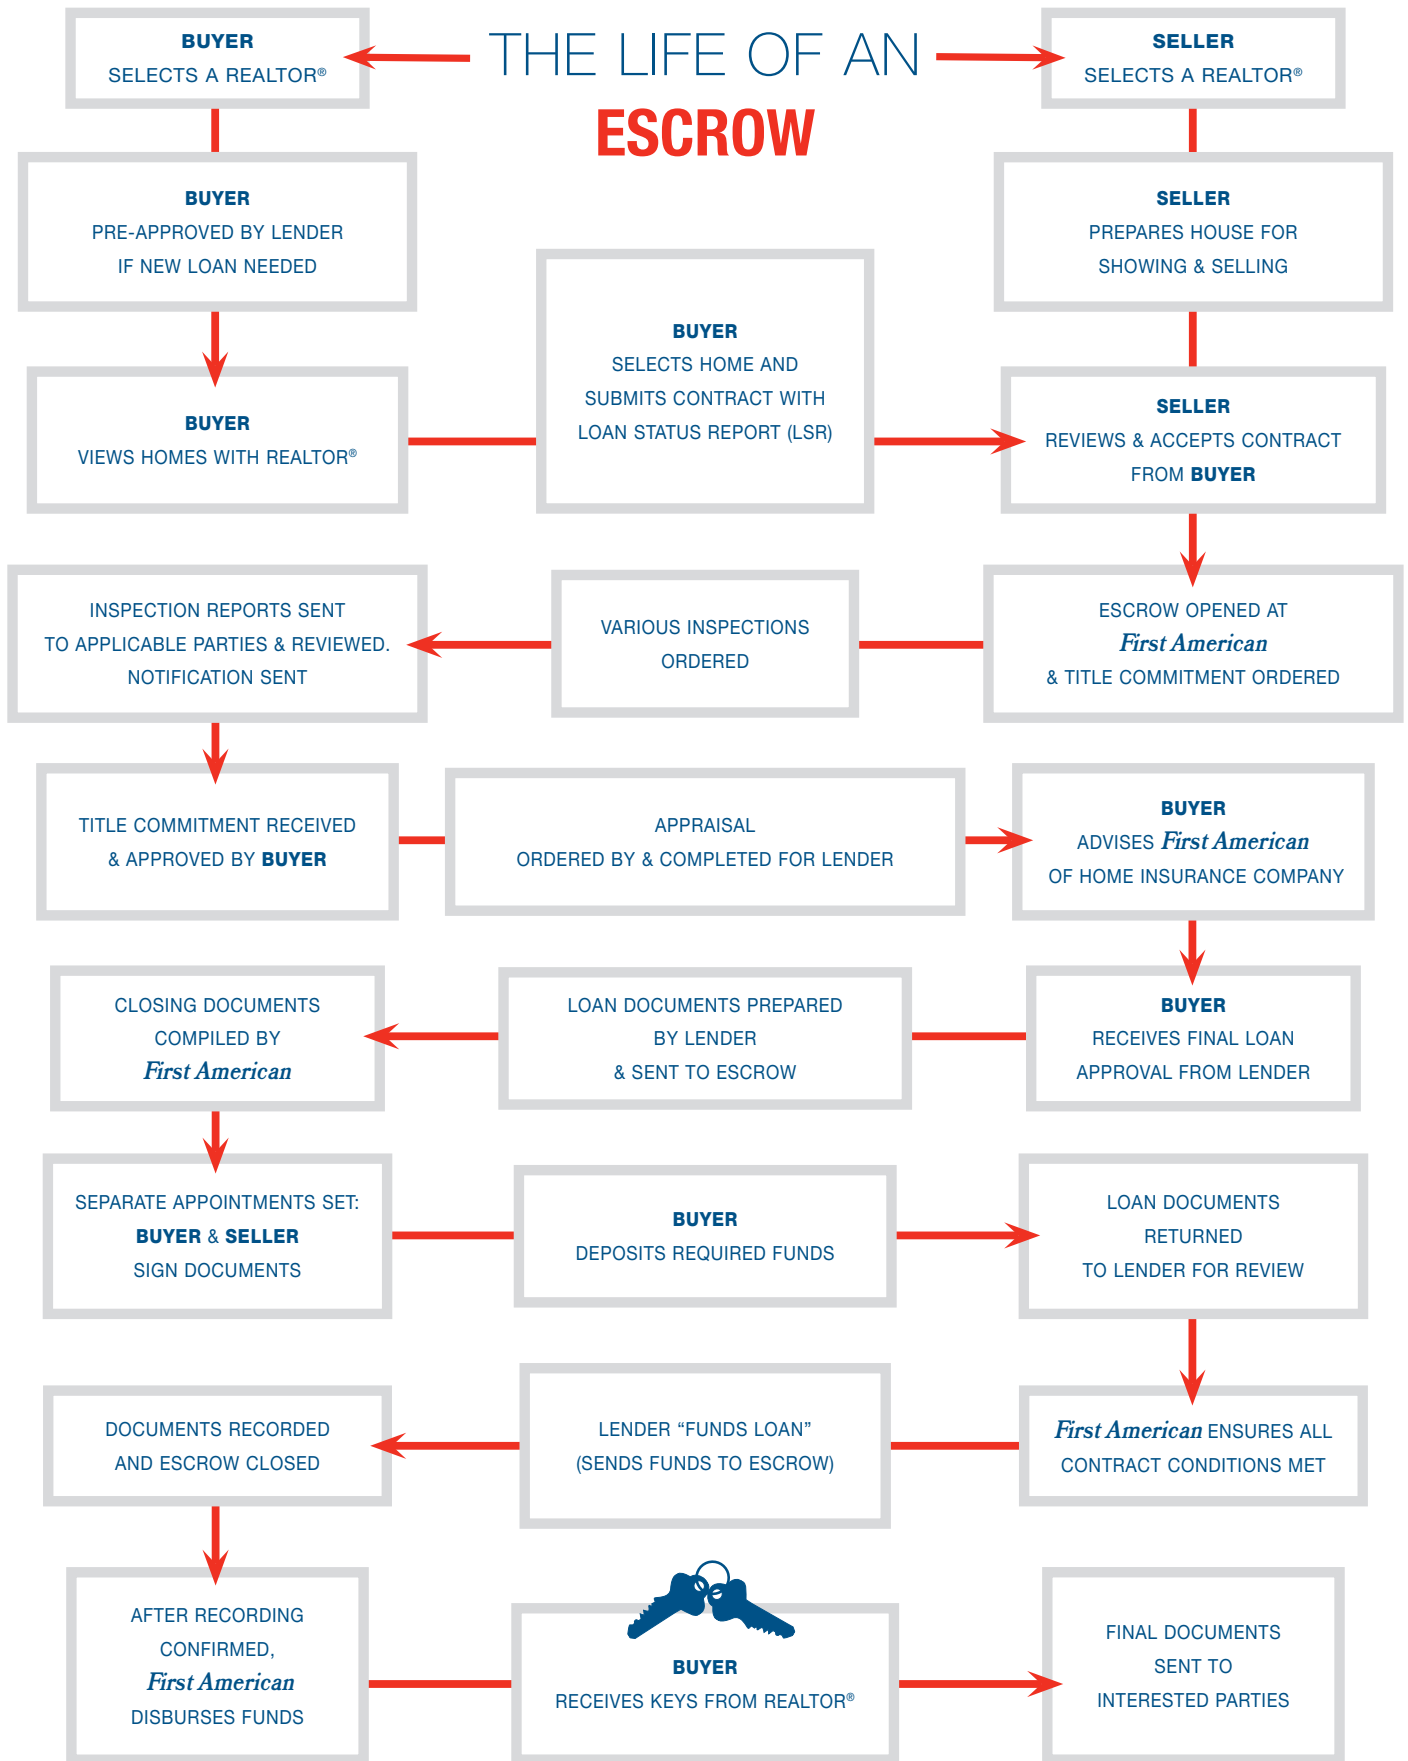 THE LIFE OF AN
ESCROW
BUYER
SELECTS A REALTOR®
SELLER
SELECTS A REALTOR®
BUYER
PRE-APPROVED BY LENDER
IF NEW LOAN NEEDED
SELLER
PREPARES HOUSE FOR
SHOWING & SELLING
BUYER
VIEWS HOMES WITH REALTOR®
BUYER
SELECTS HOME AND
SUBMITS CONTRACT WITH
LOAN STATUS REPORT (LSR)
SELLER
REVIEWS & ACCEPTS CONTRACT
FROM BUYER
ESCROW OPENED AT
First American
& TITLE COMMITMENT ORDERED
VARIOUS INSPECTIONS
ORDERED
INSPECTION REPORTS SENT
TO APPLICABLE PARTIES & REVIEWED.
NOTIFICATION SENT
TITLE COMMITMENT RECEIVED
& APPROVED BY BUYER
APPRAISAL
ORDERED BY & COMPLETED FOR LENDER
BUYER
ADVISES First American
OF HOME INSURANCE COMPANY
BUYER
RECEIVES FINAL LOAN
APPROVAL FROM LENDER
LOAN DOCUMENTS PREPARED
BY LENDER
& SENT TO ESCROW
CLOSING DOCUMENTS
COMPILED BY
First American
SEPARATE APPOINTMENTS SET:
BUYER & SELLER
SIGN DOCUMENTS
BUYER
DEPOSITS REQUIRED FUNDS
LOAN DOCUMENTS
RETURNED
TO LENDER FOR REVIEW
First American ENSURES ALL
CONTRACT CONDITIONS MET
LENDER “FUNDS LOAN”
(SENDS FUNDS TO ESCROW)
DOCUMENTS RECORDED
AND ESCROW CLOSED
AFTER RECORDING
CONFIRMED,
First American
DISBURSES FUNDS
BUYER
RECEIVES KEYS FROM REALTOR®
FINAL DOCUMENTS
SENT TO
INTERESTED PARTIES